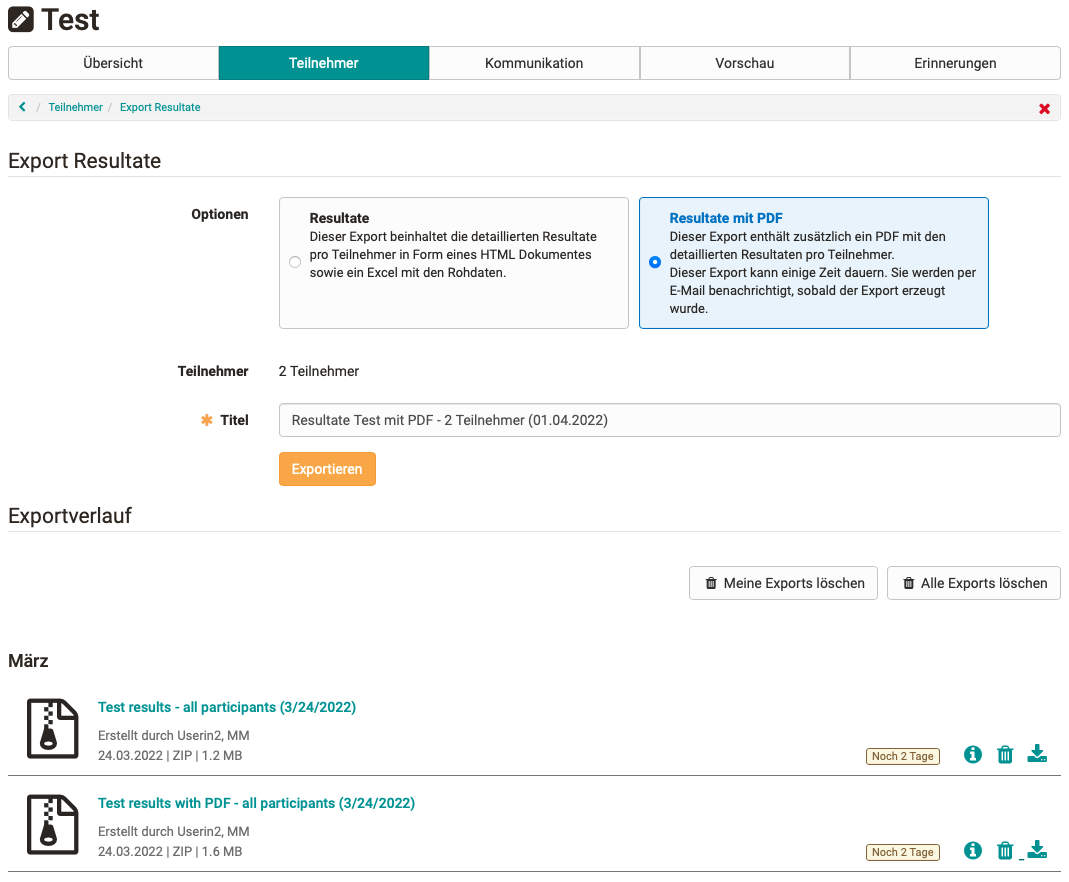 Test
Übersicht
Teilnehmer
Kommunikation
Vorschau
Erinnerungen
/ Teilnehmer / Export Resultate
Export Resultate
Optionen
Resultate
Dieser Export beinhaltet die detaillierten Resultate
pro Teilnehmer in Form eines HTML Dokumentes
sowie ein Excel mit den Rohdaten.
Resultate mit PDF
Dieser Export enthält zusätzlich ein PDF mit den
detaillierten Resultaten pro Teilnehmer.
Dieser Export kann einige Zeit dauern. Sie werden per
E-Mail benachrichtigt, sobald der Export erzeugt
wurde.
Teilnehmer
2 Teilnehmer
Titel
Resultate Test mit PDF - 2 Teilnehmer (01.04.2022)
Exportieren
Exportverlauf
Meine Exports löschen
Alle Exports löschen
März
Test results - all participants (3/24/2022)
Erstellt durch Userin2, MM
24.03.2022 | ZIP | 1.2 MB
Noch 2 Tage
Test results with PDF - all participants (3/24/2022)
Erstellt durch Userin2, MM
24.03.2022 | ZIP | 1.6 MB
Noch 2 Tage